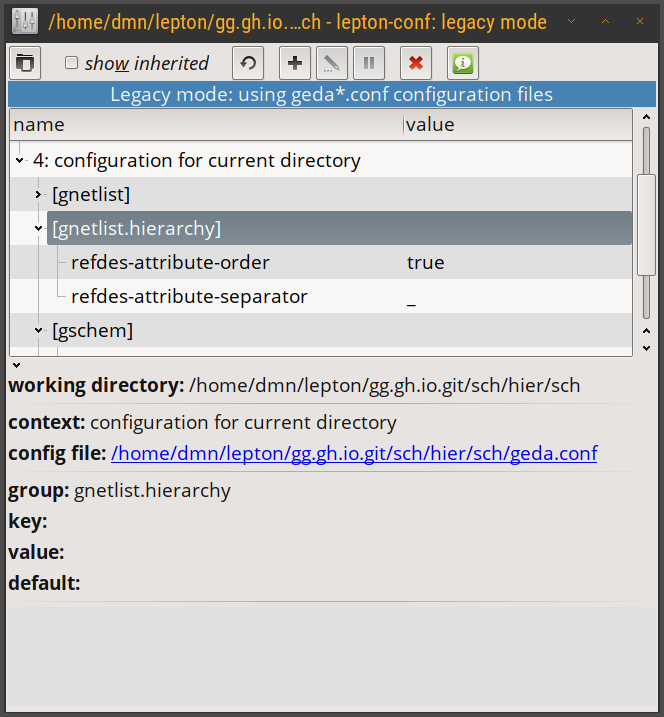 /home/dmn/lepton/gg.gh.io.…ch - lepton-conf: legacy mode
show inherited
Legacy mode: using geda*.conf configuration files
name value
4: configuration for current directory
[gnetlist]
[gnetlist.hierarchy]
refdes-attribute-order true
refdes-attribute-separator _
[gschem]
working directory: /home/dmn/lepton/gg.gh.io.git/sch/hier/sch
context: configuration for current directory
config file: /home/dmn/lepton/gg.gh.io.git/sch/hier/sch/geda.conf
group: gnetlist.hierarchy
key:
value:
default: